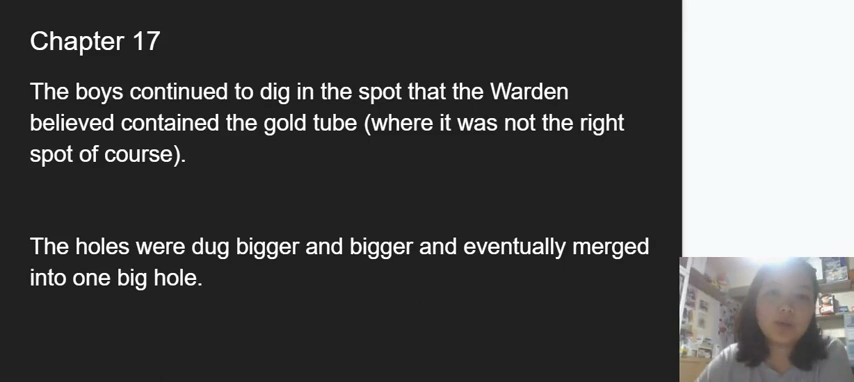 Chapter 17
The boys continued to dig in the spot that the Warden
believed contained the gold tube (where it was not the right
spot of course).
The holes were dug bigger and bigger and eventually merged
into one big hole.